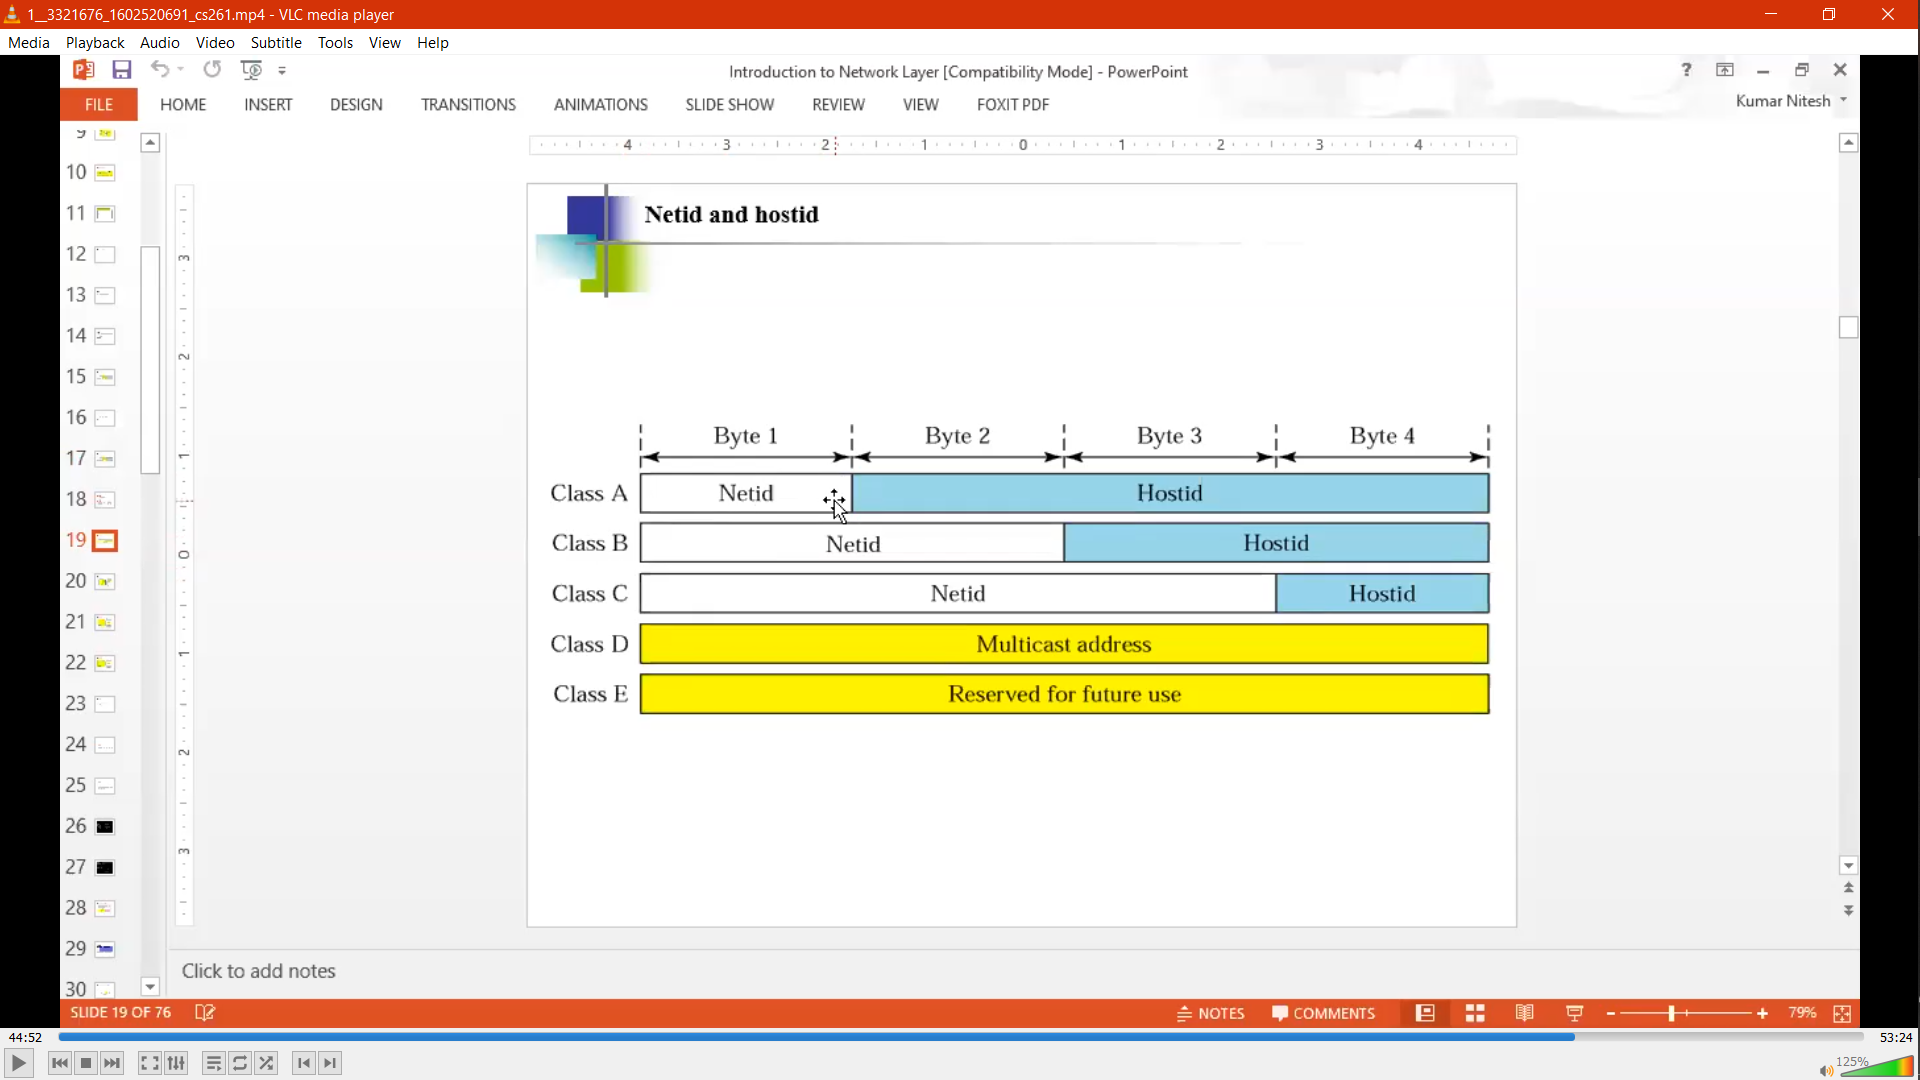 1__3321676_1602520691_cs261.mp4 - VLC media player
Media Playback Audio Video Subtitle Tools View Help
Introduction to Network Layer [Compatibility Mode] - PowerPoint
FILE HOME INSERT DESIGN TRANSITIONS ANIMATIONS SLIDE SHOW REVIEW VIEW FOXIT PDF
Kumar Nitesh
4 3 2 1 0 1 2 3 4
9
10
11
12
13
14
15
16
17
18
19
20
21
22
23
24
25
26
27
28
29
30
3
2
1
0
1
2
3
Netid and hostid
Byte 1 Byte 2 Byte 3 Byte 4
Class A Netid Hostid
Class B Netid Hostid
Class C Netid Hostid
Class D Multicast address
Class E Reserved for future use
Click to add notes
SLIDE 19 OF 76 NOTES COMMENTS 79%
44:52 53:24
125%